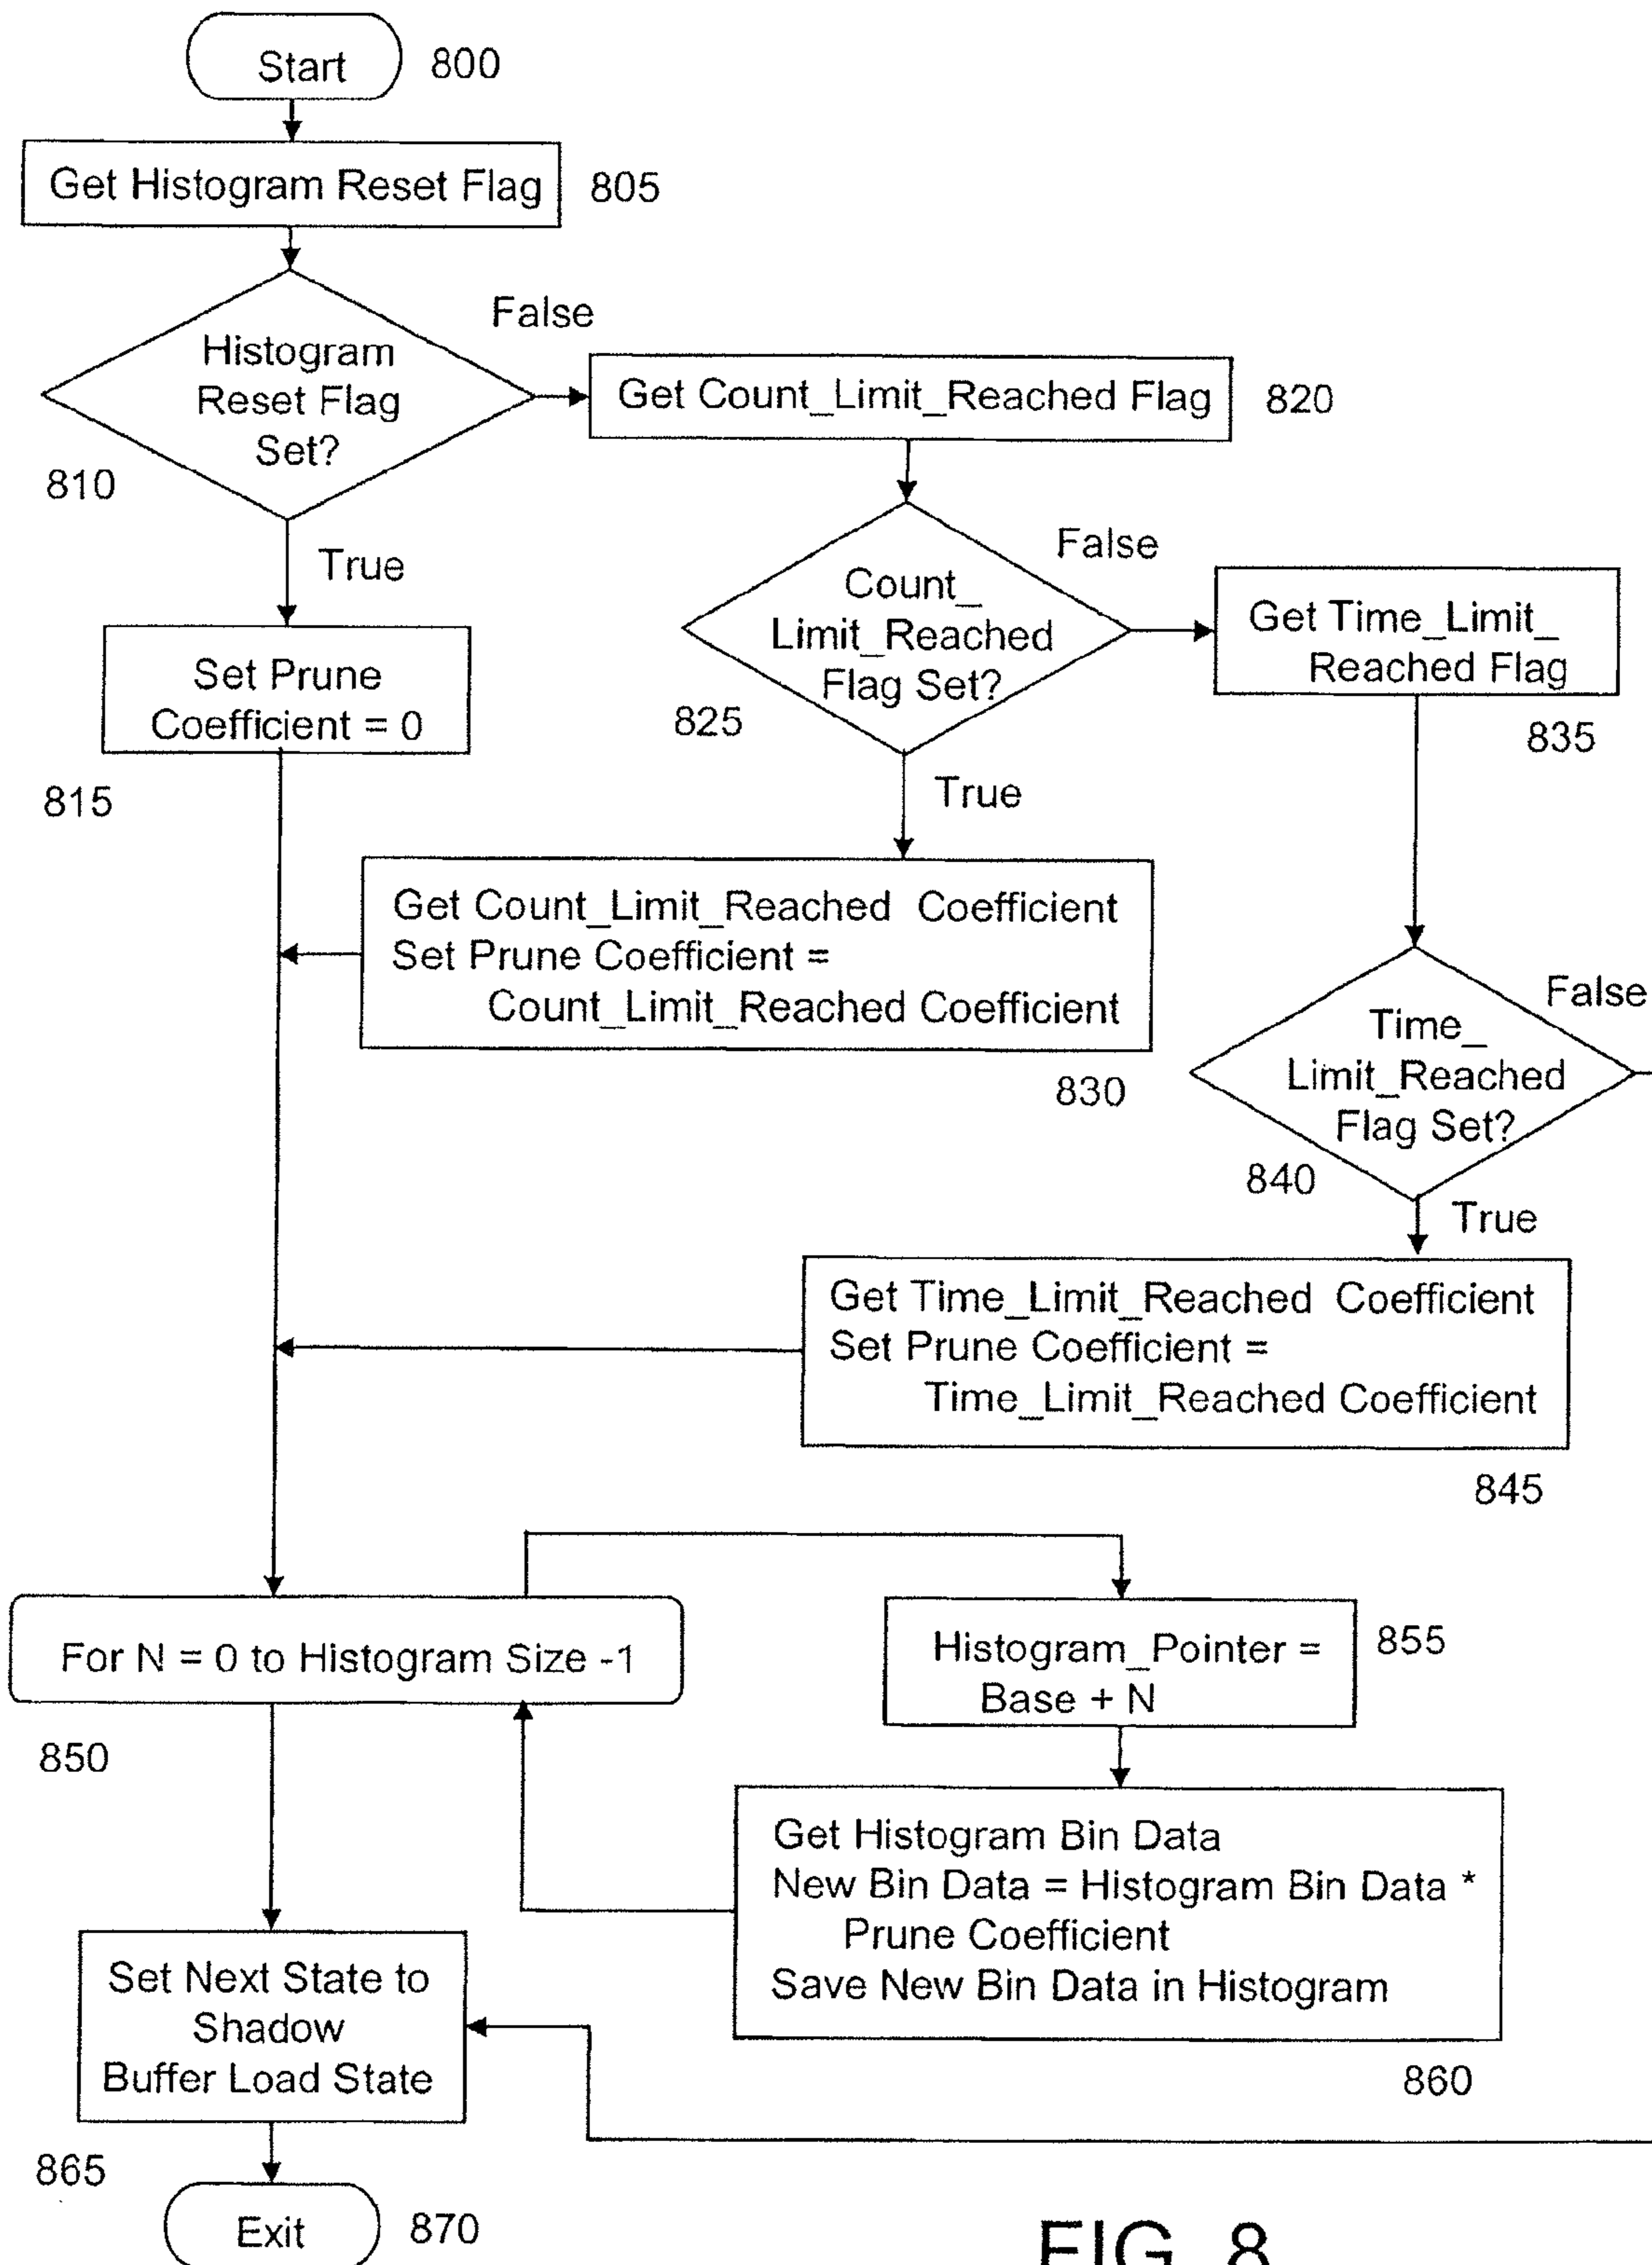 Start
800
Get Histogram Reset Flag
805
Histogram
Reset Flag
Set?
810
False
True
Get Count_Limit_Reached Flag
820
Count_
Limit_Reached
Flag Set?
825
False
True
Get Time_Limit_
Reached Flag
835
Set Prune
Coefficient = 0
815
Get Count_Limit_Reached Coefficient
Set Prune Coefficient =
Count_Limit_Reached Coefficient
830
Time_
Limit_Reached
Flag Set?
840
False
True
Get Time_Limit_Reached Coefficient
Set Prune Coefficient =
Time_Limit_Reached Coefficient
845
For N = 0 to Histogram Size -1
850
Histogram_Pointer =
Base + N
855
Get Histogram Bin Data
New Bin Data = Histogram Bin Data *
Prune Coefficient
Save New Bin Data in Histogram
860
Set Next State to
Shadow
Buffer Load State
865
Exit
870
FIG. 8